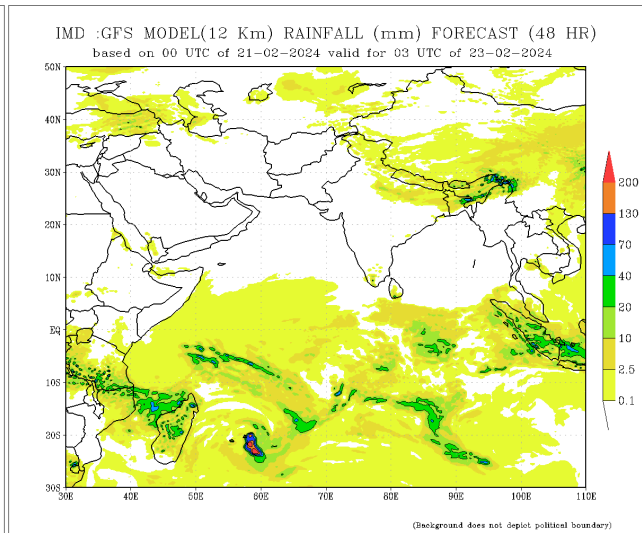 IMD :GFS MODEL(12 Km) RAINFALL (mm) FORECAST (48 HR)
based on 00 UTC of 21-02-2024 valid for 03 UTC of 23-02-2024
50N
40N
30N
20N
10N
EQ
10S
20S
30S
30E 40E 50E 60E 70E 80E 90E 100E 110E
200
130
70
40
20
10
2.5
0.1
(Background does not depict political boundary)